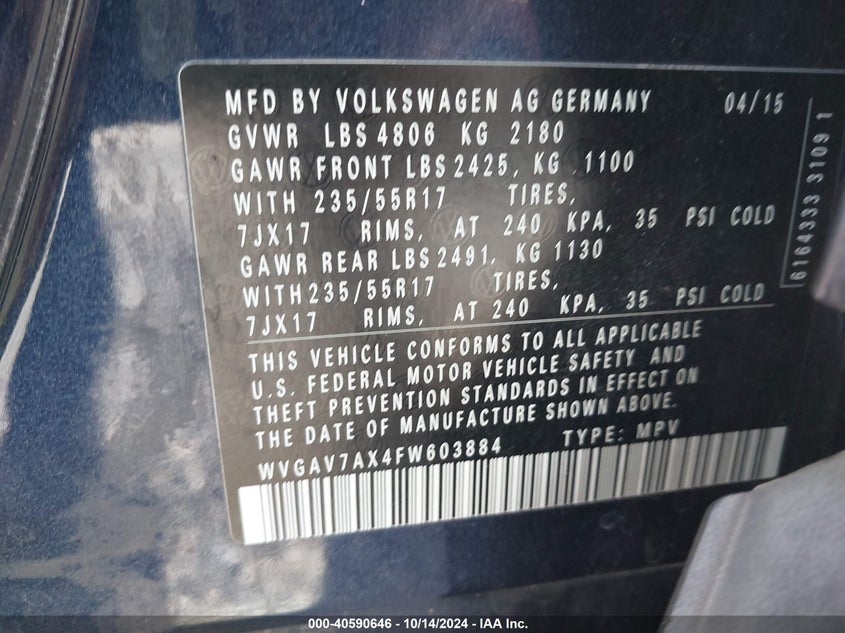 MFD BY VOLKSWAGEN AG GERMANY 04/15
GVWR LBS 4806 KG 2180
GAWR FRONT LBS 2425, KG 1100
WITH 235/55R17 TIRES,
7JX17 RIMS, AT 240 KPA, 35 PSI COLD
GAWR REAR LBS 2491, KG 1130
WITH 235/55R17 TIRES,
7JX17 RIMS, AT 240 KPA, 35 PSI COLD
THIS VEHICLE CONFORMS TO ALL APPLICABLE
U.S. FEDERAL MOTOR VEHICLE SAFETY AND
THEFT PREVENTION STANDARDS IN EFFECT ON
THE DATE OF MANUFACTURE SHOWN ABOVE.
WVGAV7AX4FW603884 TYPE: MPV
6164333 3109 1
000-40590646 - 10/14/2024 - IAA Inc.